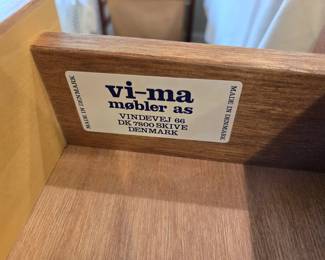 vi-ma
møbler as
VINDEVEJ 66
DK 7800 SKIVE
DENMARK
MADE IN DENMARK
MADE IN DENMARK